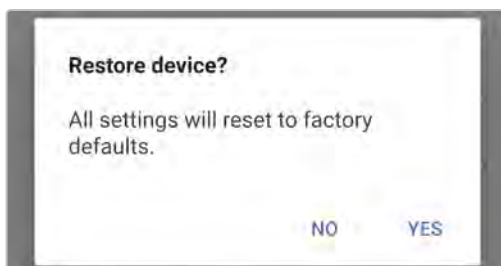 Restore device?
All settings will reset to factory
defaults.
NO YES